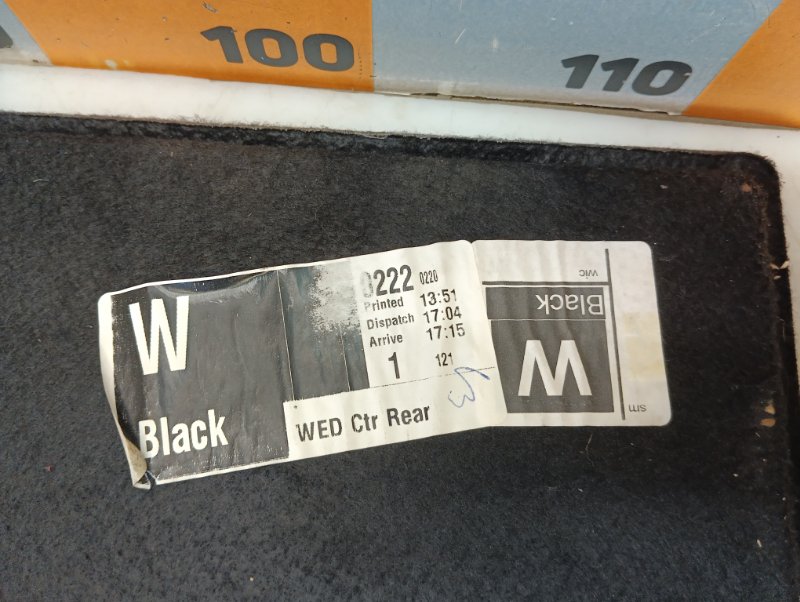 100
110
W
Black
0222 0220
Printed 13:51
Dispatch 17:04
Arrive 17:15
1 121
WED Ctr Rear
W
Black
wic
sm